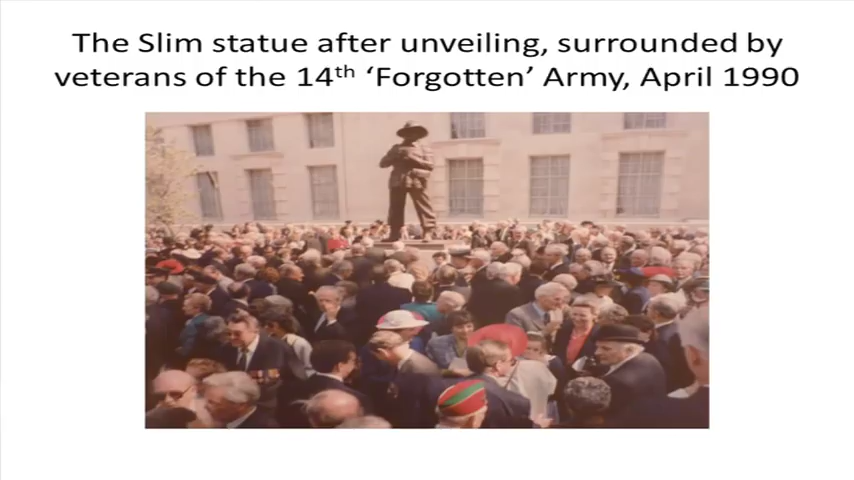 The Slim statue after unveiling, surrounded by
veterans of the 14th ‘Forgotten’ Army, April 1990